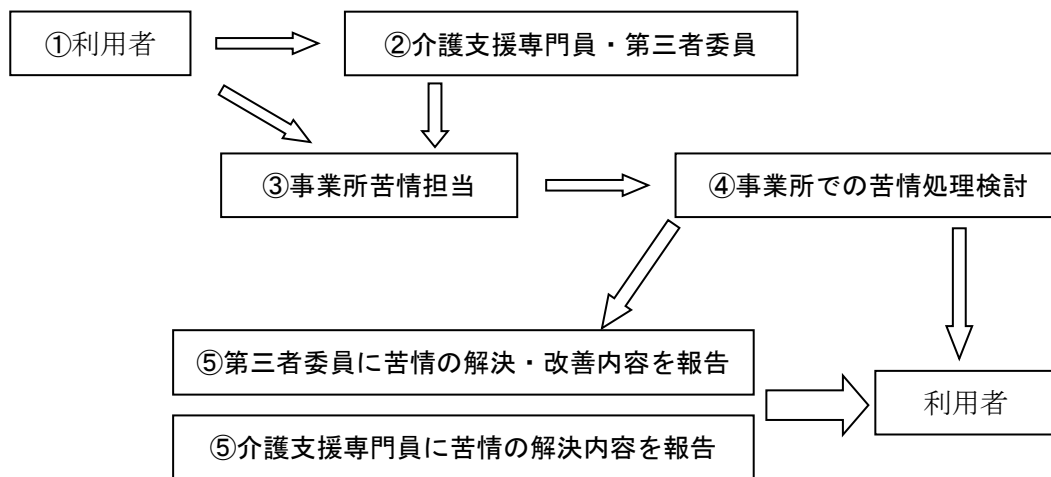 ①利用者
②介護支援専門員・第三者委員
③事業所苦情担当
④事業所での苦情処理検討
⑤第三者委員に苦情の解決・改善内容を報告
利用者
⑤介護支援専門員に苦情の解決内容を報告